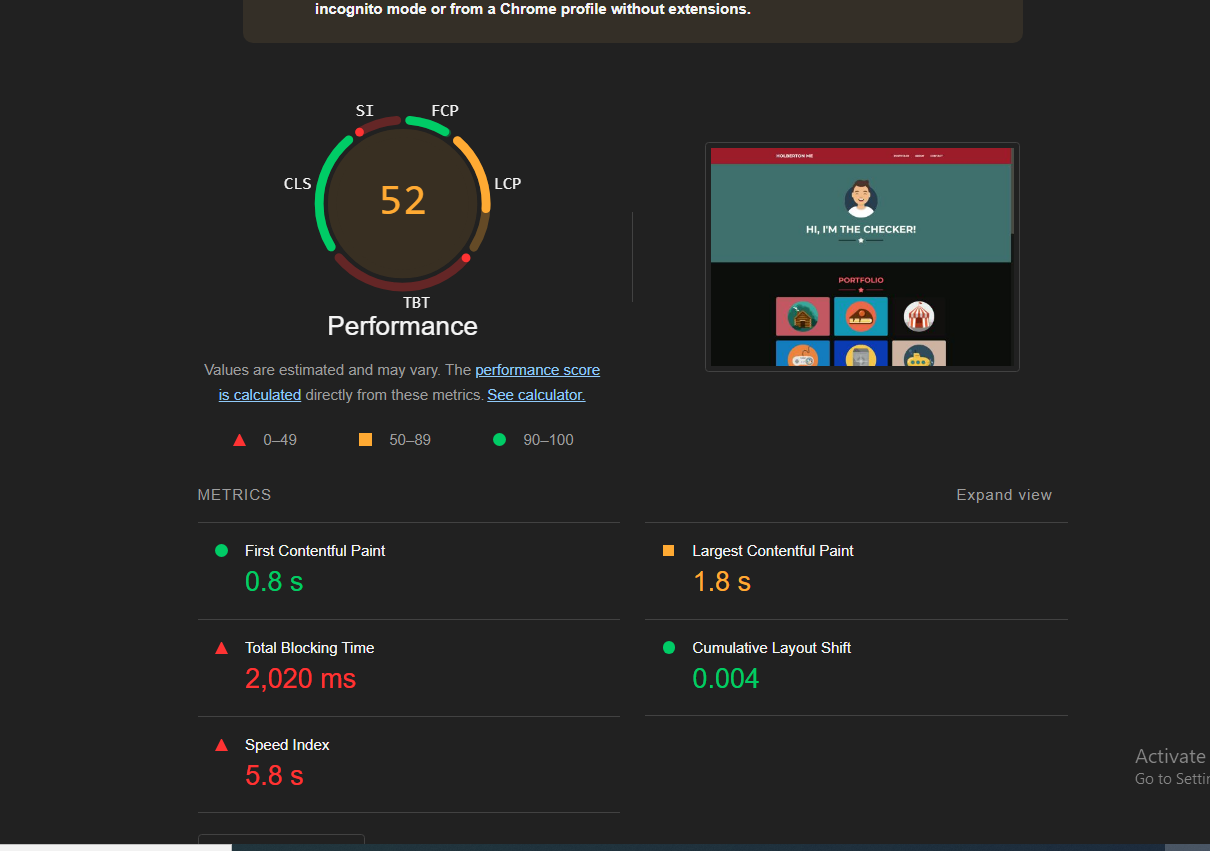 incognito mode or from a Chrome profile without extensions.
SI
FCP
CLS
LCP
52
TBT
Performance
Values are estimated and may vary. The performance score
is calculated directly from these metrics. See calculator.
0–49
50–89
90–100
HOLBERTON ME
PORTFOLIO ABOUT CONTACT
HI, I'M THE CHECKER!
PORTFOLIO
METRICS
Expand view
First Contentful Paint
0.8 s
Largest Contentful Paint
1.8 s
Total Blocking Time
2,020 ms
Cumulative Layout Shift
0.004
Speed Index
5.8 s
Activate
Go to Settin